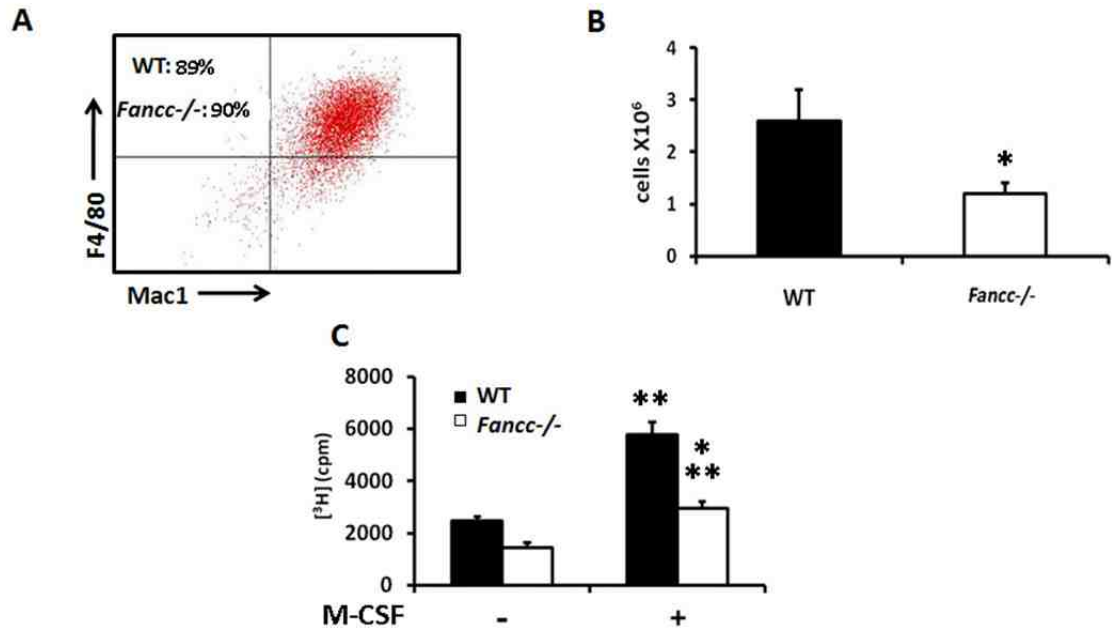 A
WT: 89%
Fancc-/-: 90%
F4/80
Mac1
B
cells X10⁶
4
3
2
1
0
*
WT
Fancc-/-
C
[³H] (cpm)
8000
6000
4000
2000
0
WT
Fancc-/-
**
*
**
M-CSF - +